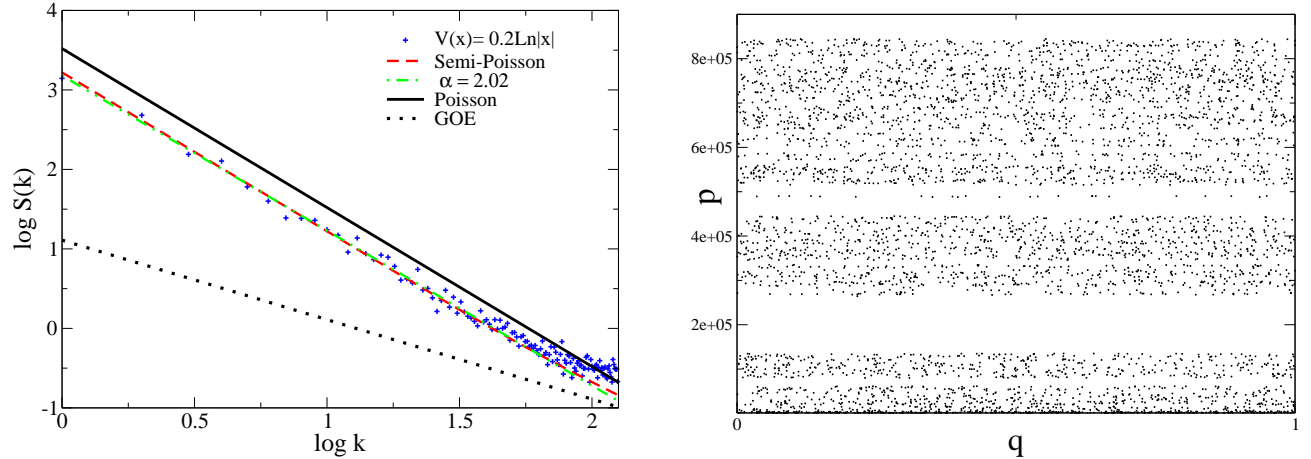 4
3
2
1
0
-1
log S(k)
0
0.5
1
1.5
2
log k
V(x)= 0.2Ln|x|
Semi-Poisson
α = 2.02
Poisson
GOE
8e+05
6e+05
4e+05
2e+05
p
0
1
q